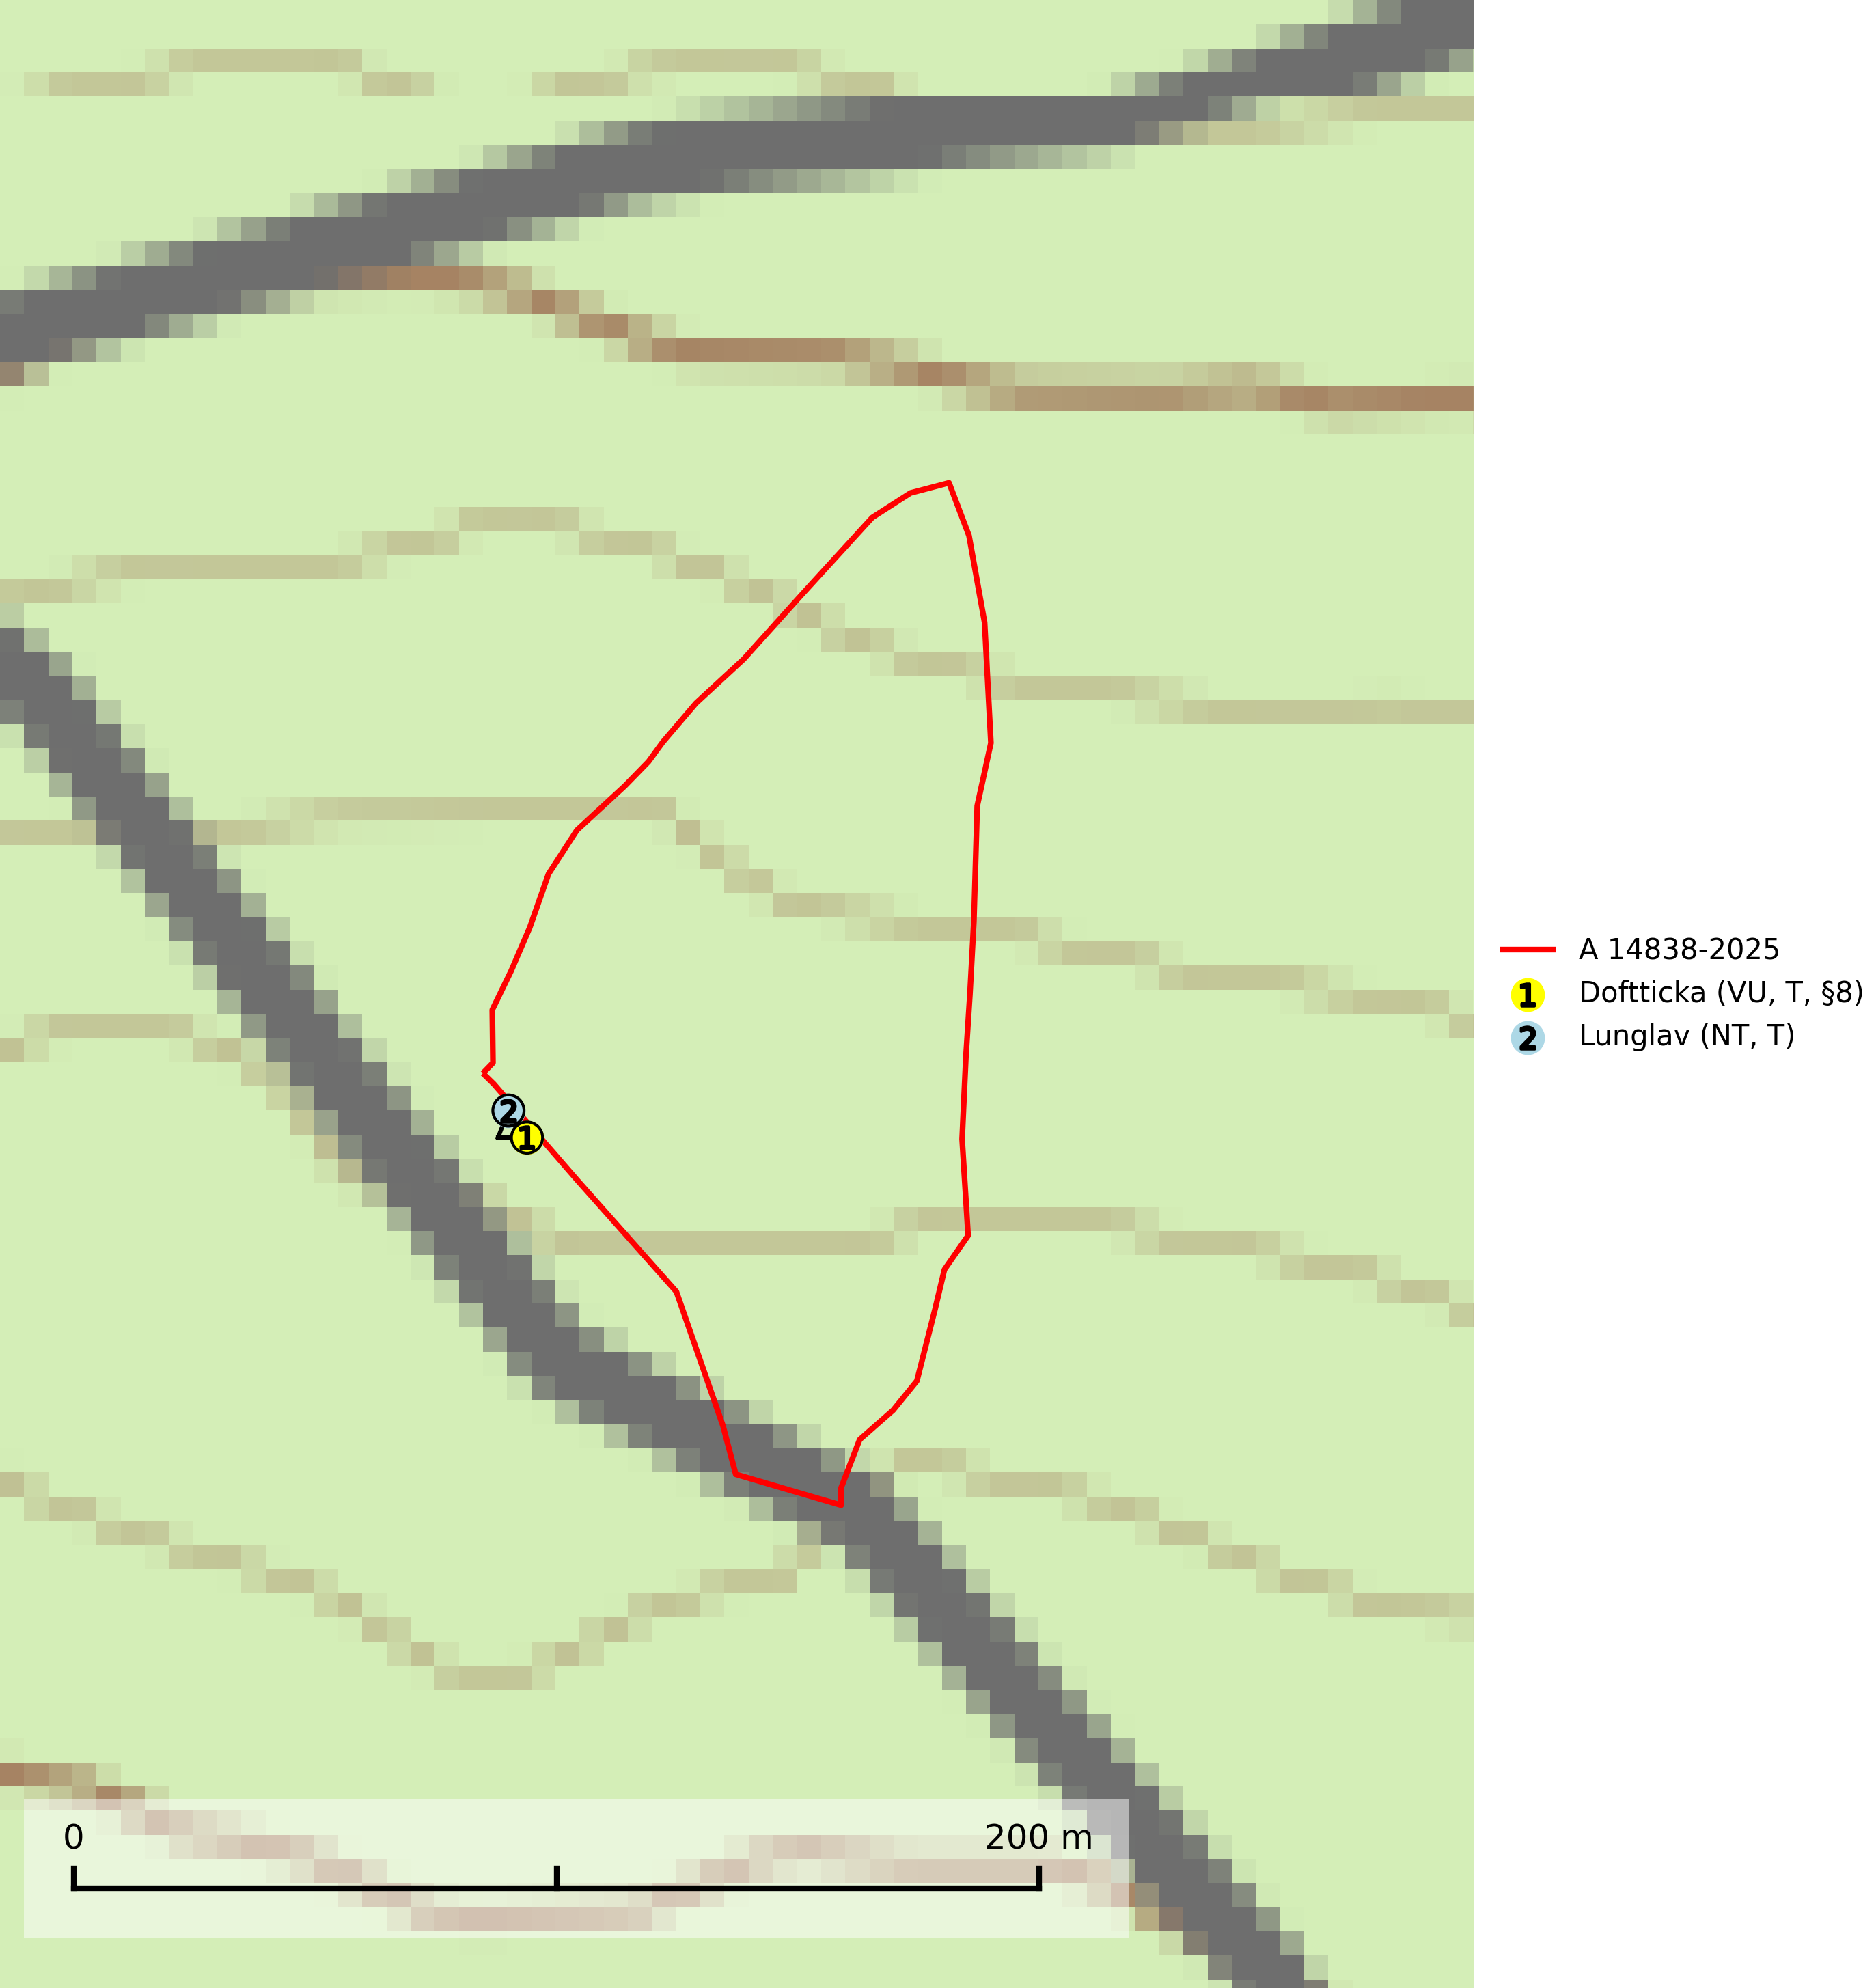 A 14838-2025
1 Doftticka (VU, T, §8)
2 Lunglav (NT, T)
2
1
0 200 m